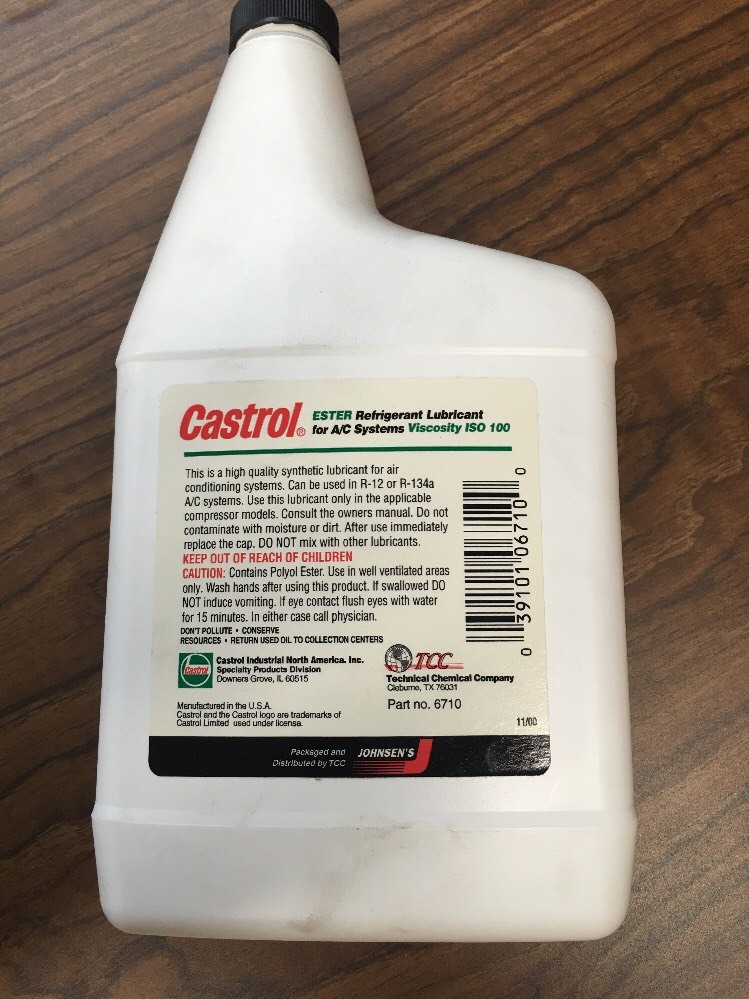 Castrol® ESTER Refrigerant Lubricant
for A/C Systems Viscosity ISO 100
This is a high quality synthetic lubricant for air
conditioning systems. Can be used in R-12 or R-134a
A/C systems. Use this lubricant only in the applicable
compressor models. Consult the owners manual. Do not
contaminate with moisture or dirt. After use immediately
replace the cap. DO NOT mix with other lubricants.
KEEP OUT OF REACH OF CHILDREN
CAUTION: Contains Polyol Ester. Use in well ventilated areas
only. Wash hands after using this product. If swallowed DO
NOT induce vomiting. If eye contact flush eyes with water
for 15 minutes. In either case call physician.
DON'T POLLUTE • CONSERVE
RESOURCES • RETURN USED OIL TO COLLECTION CENTERS
0 39101 06710 0
Castrol
Castrol Industrial North America. Inc.
Specialty Products Division
Downers Grove, IL 60515
TCC
Technical Chemical Company
Cleburne, TX 76031
Part no. 6710
Manufactured in the U.S.A.
Castrol and the Castrol logo are trademarks of
Castrol Limited used under license.
11/00
Packaged and
Distributed by TCC
JOHNSEN'S